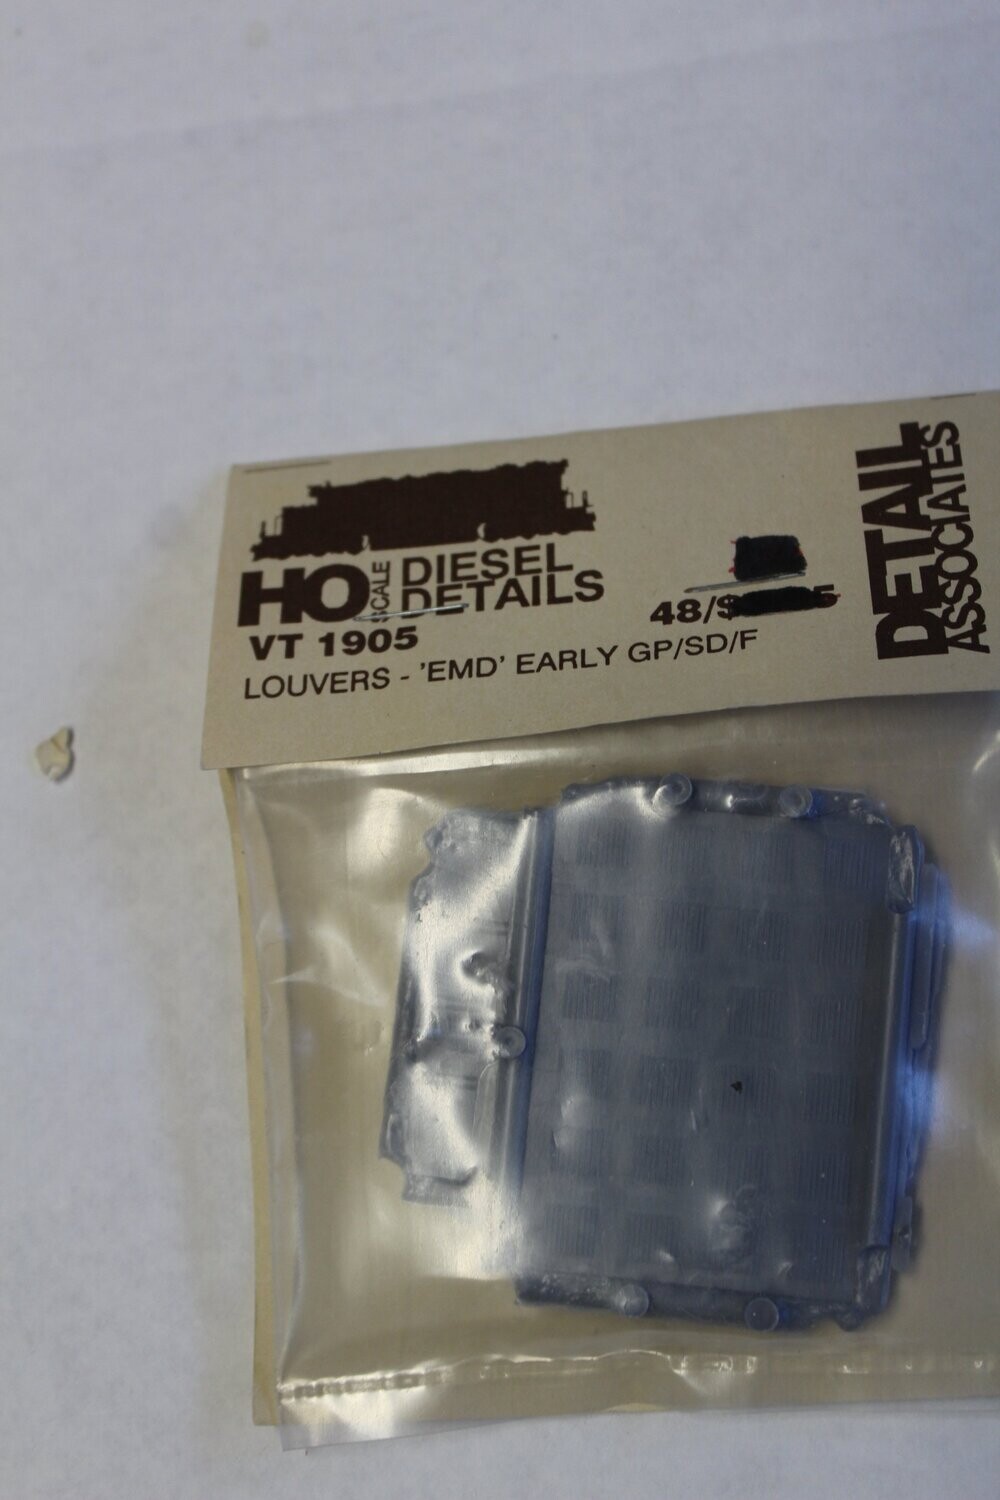 HO SCALE DIESEL DETAILS
VT 1905
48/$
LOUVERS - 'EMD' EARLY GP/SD/F
DETAIL
ASSOCIATES